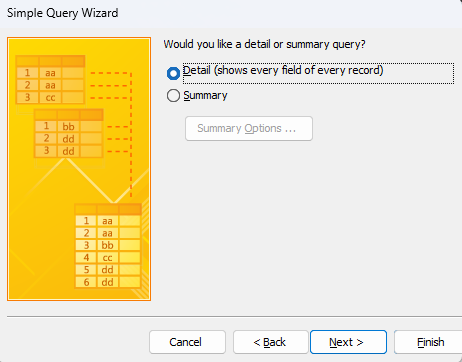 Simple Query Wizard
Would you like a detail or summary query?
Detail (shows every field of every record)
Summary
Summary Options ...
1 aa
2 aa
3 cc
1 bb
2 dd
3 dd
1 aa
2 aa
3 bb
4 cc
5 dd
6 dd
Cancel
< Back
Next >
Finish